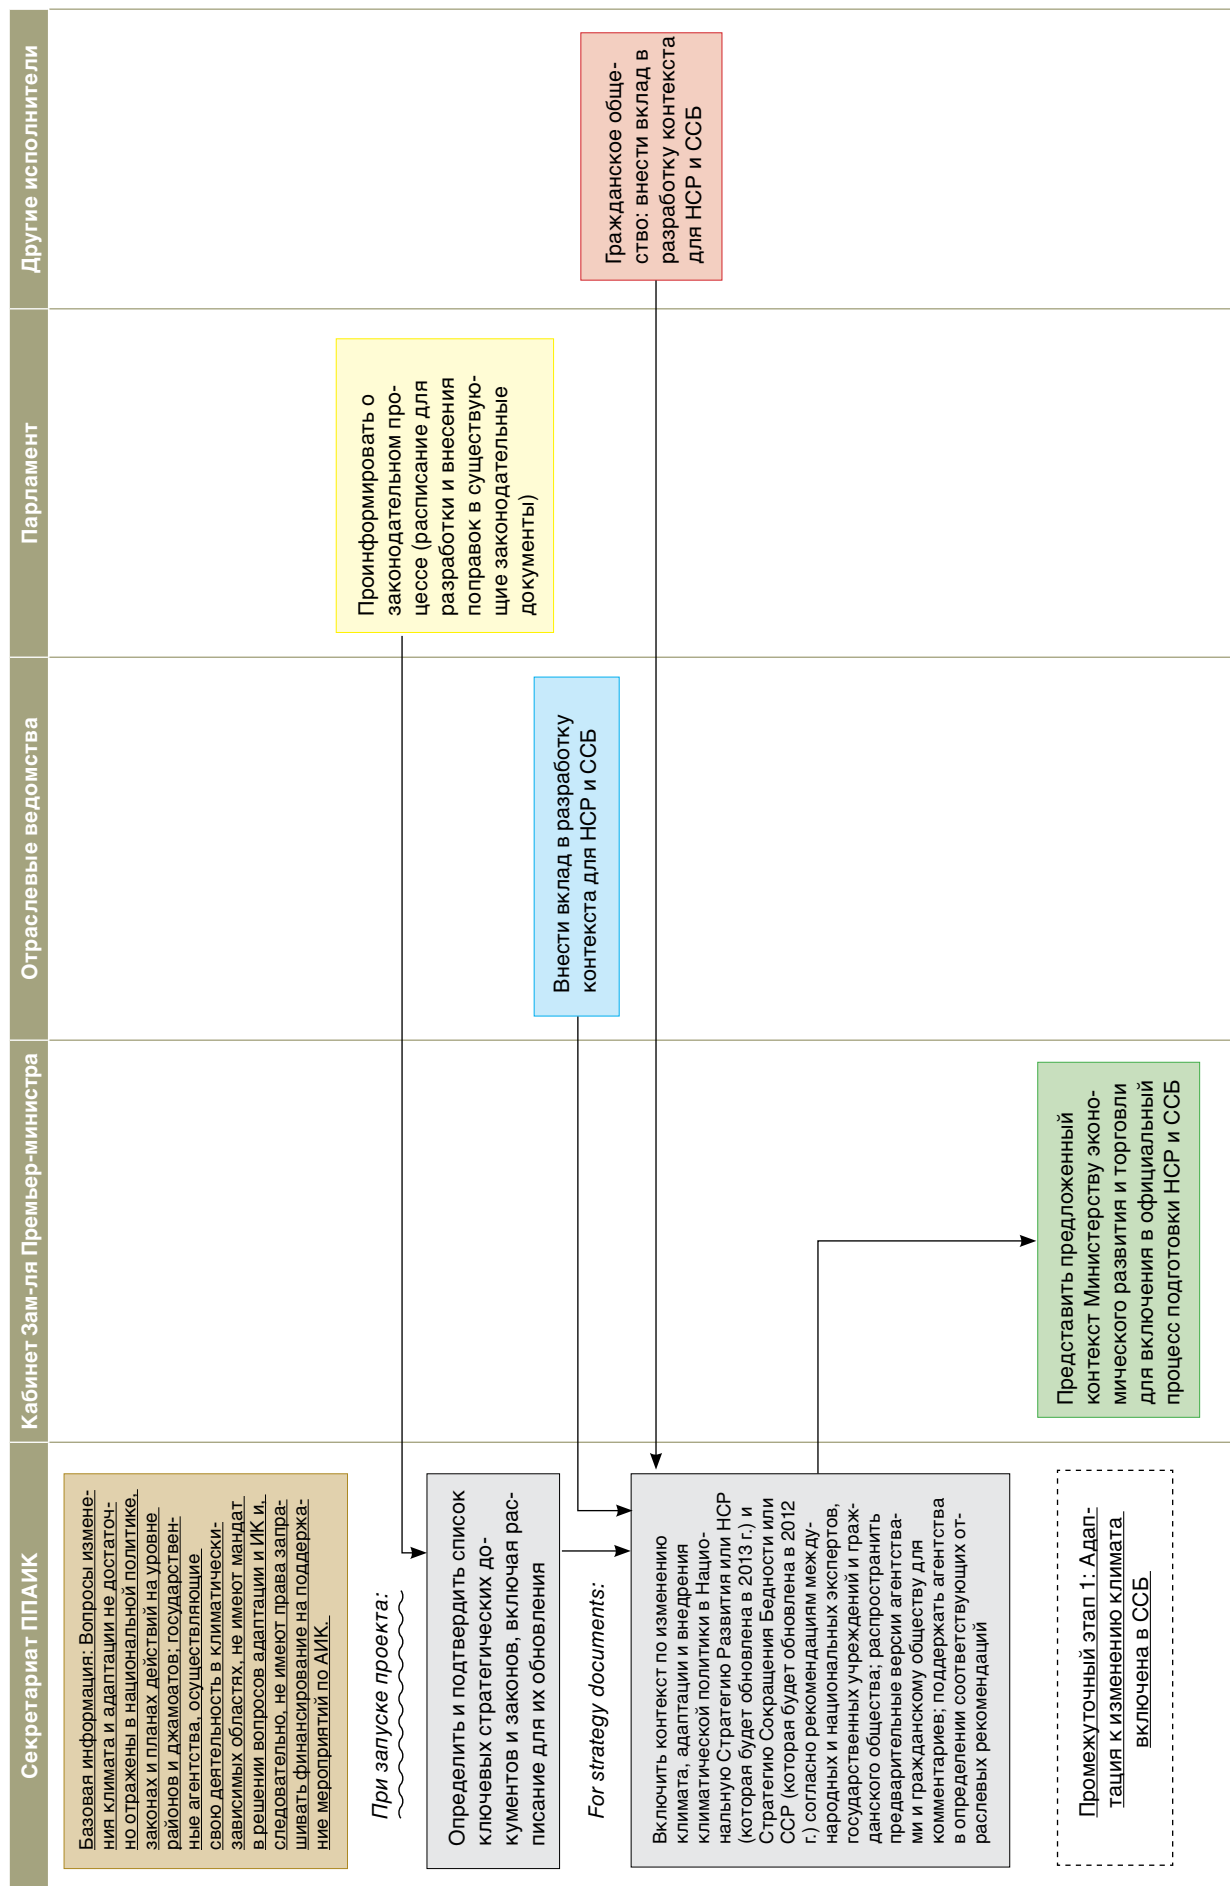 Секретариат ППАИК
Кабинет Зам-ля Премьер-министра
Отраслевые ведомства
Парламент
Другие исполнители
Базовая информация: Вопросы измене-
ния климата и адаптации не достаточ-
но отражены в национальной политике,
законах и планах действий на уровне
районов и джамоатов; государствен-
ные агентства, осуществляющие
свою деятельность в климатически-
зависимых областях, не имеют мандат
в решении вопросов адаптации и ИК и,
следовательно, не имеют права запра-
шивать финансирование на поддержа-
ние мероприятий по АИК.
Проинформировать о
законодательном про-
цессе (расписание для
разработки и внесения
поправок в существую-
щие законодательные
документы)
При запуске проекта:
Определить и подтвердить список
ключевых стратегических до-
кументов и законов, включая рас-
писание для их обновления
Внести вклад в разработку
контекста для НСР и ССБ
Гражданское обще-
ство: внести вклад в
разработку контекста
для НСР и ССБ
For strategy documents:
Включить контекст по изменению
климата, адаптации и внедрения
климатической политики в Нацио-
нальную Стратегию Развития или НСР
(которая будет обновлена в 2013 г.) и
Стратегию Сокращения Бедности или
ССР (которая будет обновлена в 2012
г.) согласно рекомендациям между-
народных и национальных экспертов,
государственных учреждений и граж-
данского общества; распространить
предварительные версии агентства-
ми и гражданскому обществу для
комментариев; поддержать агентства
в определении соответствующих от-
раслевых рекомендаций
Представить предложенный
контекст Министерству эконо-
мического развития и торговли
для включения в официальный
процесс подготовки НСР и ССБ
Промежуточный этап 1: Адап-
тация к изменению климата
включена в ССБ